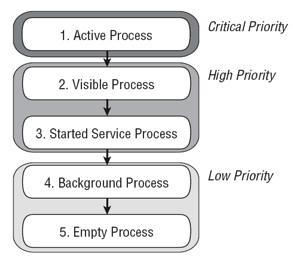 1. Active Process
Critical Priority
2. Visible Process
High Priority
3. Started Service Process
4. Background Process
Low Priority
5. Empty Process